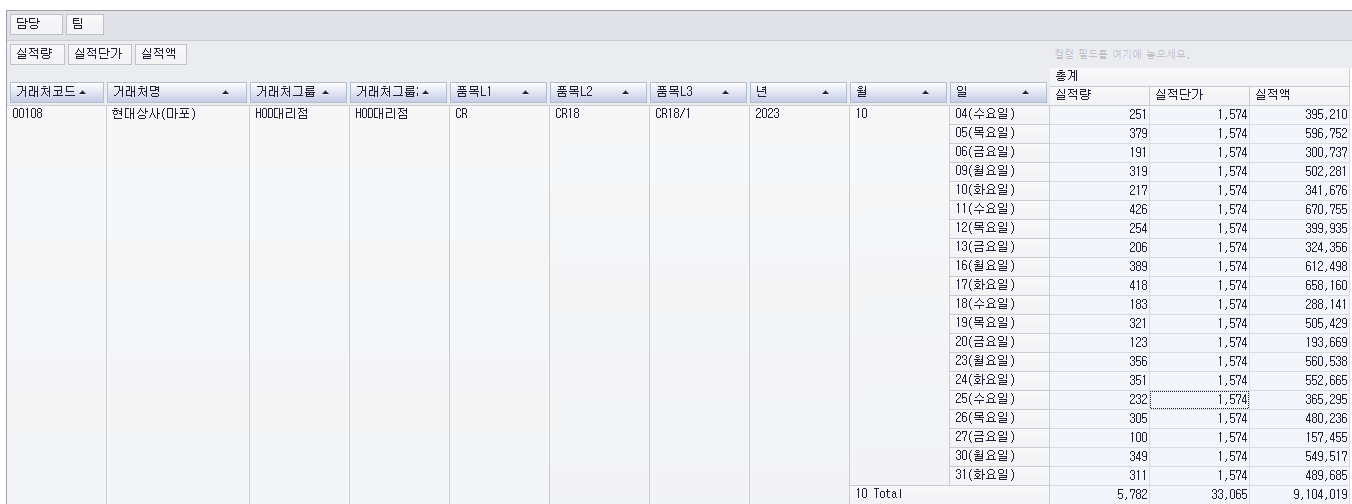 담당 팀
실적량 실적단가 실적액 컬럼 필드를 여기에 놓으세요.
총계
거래처코드 거래처명 거래처그룹 거래처그룹: 품목L1 품목L2 품목L3 년 월 일 실적량 실적단가 실적액
00108 현대상사(마포) HOD대리점 HOD대리점 CR CR18 CR18/1 2023 10 04(수요일) 251 1,574 395,210
05(목요일) 379 1,574 596,752
06(금요일) 191 1,574 300,737
09(월요일) 319 1,574 502,281
10(화요일) 217 1,574 341,676
11(수요일) 426 1,574 670,755
12(목요일) 254 1,574 399,935
13(금요일) 206 1,574 324,356
16(월요일) 389 1,574 612,498
17(화요일) 418 1,574 658,160
18(수요일) 183 1,574 288,141
19(목요일) 321 1,574 505,429
20(금요일) 123 1,574 193,669
23(월요일) 356 1,574 560,538
24(화요일) 351 1,574 552,665
25(수요일) 232 1,574 365,295
26(목요일) 305 1,574 480,236
27(금요일) 100 1,574 157,455
30(월요일) 349 1,574 549,517
31(화요일) 311 1,574 489,685
10 Total 5,782 33,065 9,104,019